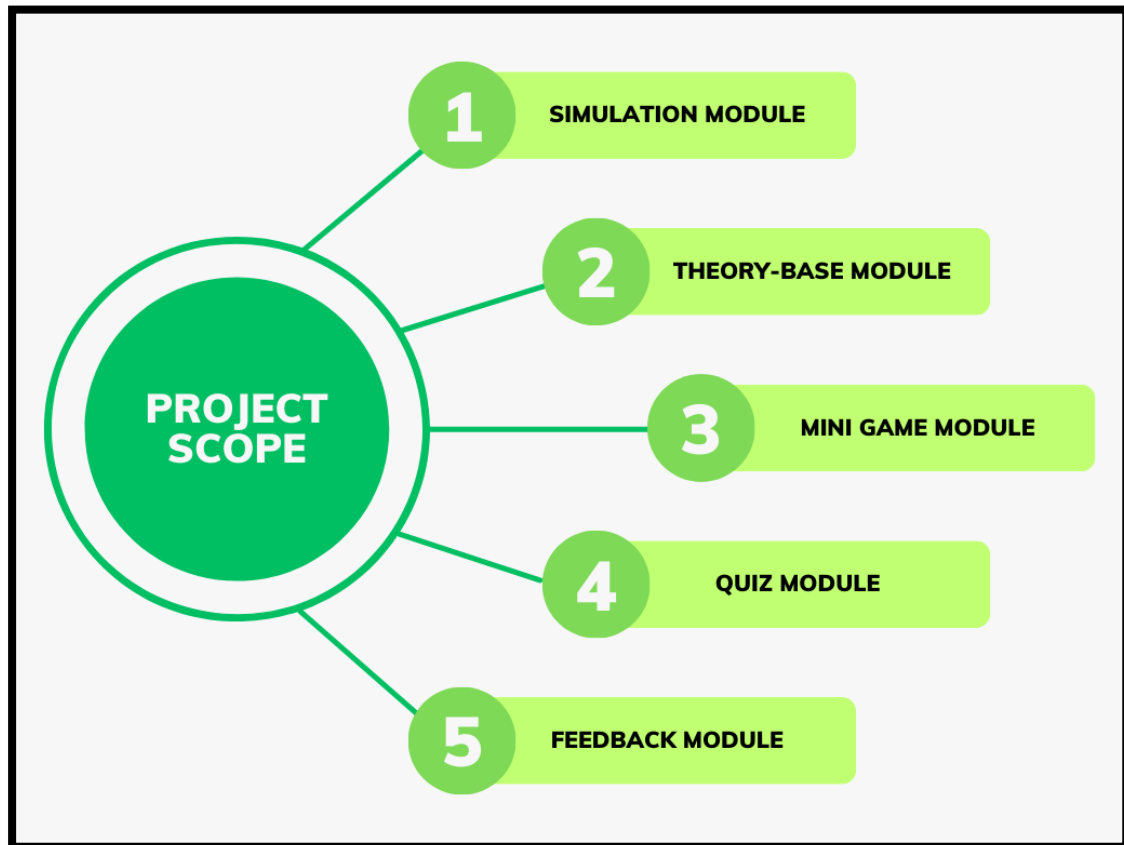 PROJECT
SCOPE
1
SIMULATION MODULE
2
THEORY-BASE MODULE
3
MINI GAME MODULE
4
QUIZ MODULE
5
FEEDBACK MODULE